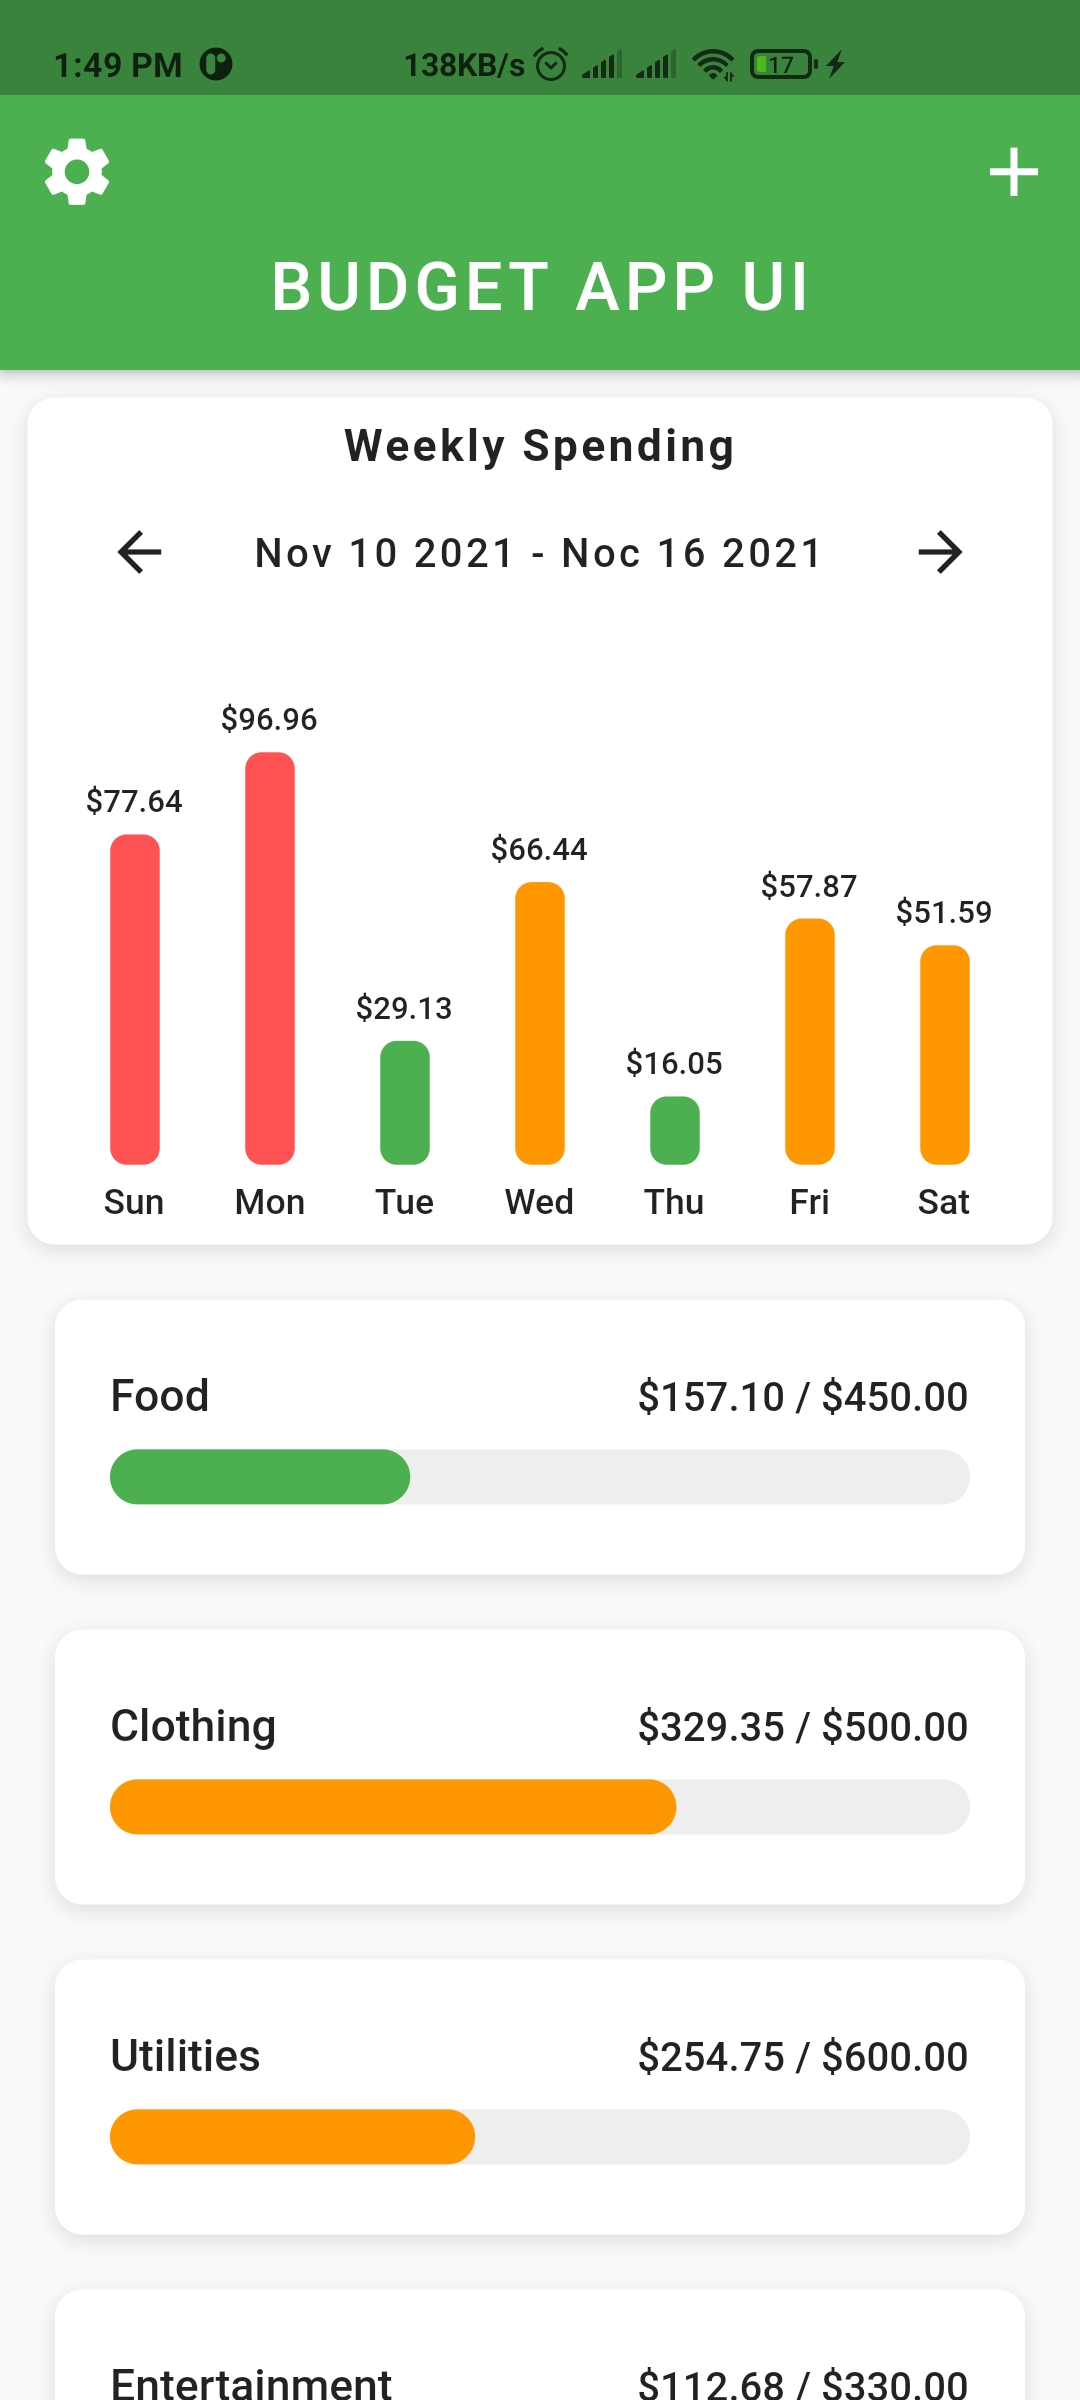 1:49 PM 138KB/s 17
BUDGET APP UI
Weekly Spending
Nov 10 2021 - Noc 16 2021
$77.64 $96.96 $29.13 $66.44 $16.05 $57.87 $51.59
Sun Mon Tue Wed Thu Fri Sat
Food $157.10 / $450.00
Clothing $329.35 / $500.00
Utilities $254.75 / $600.00
Entertainment $112.68 / $330.00